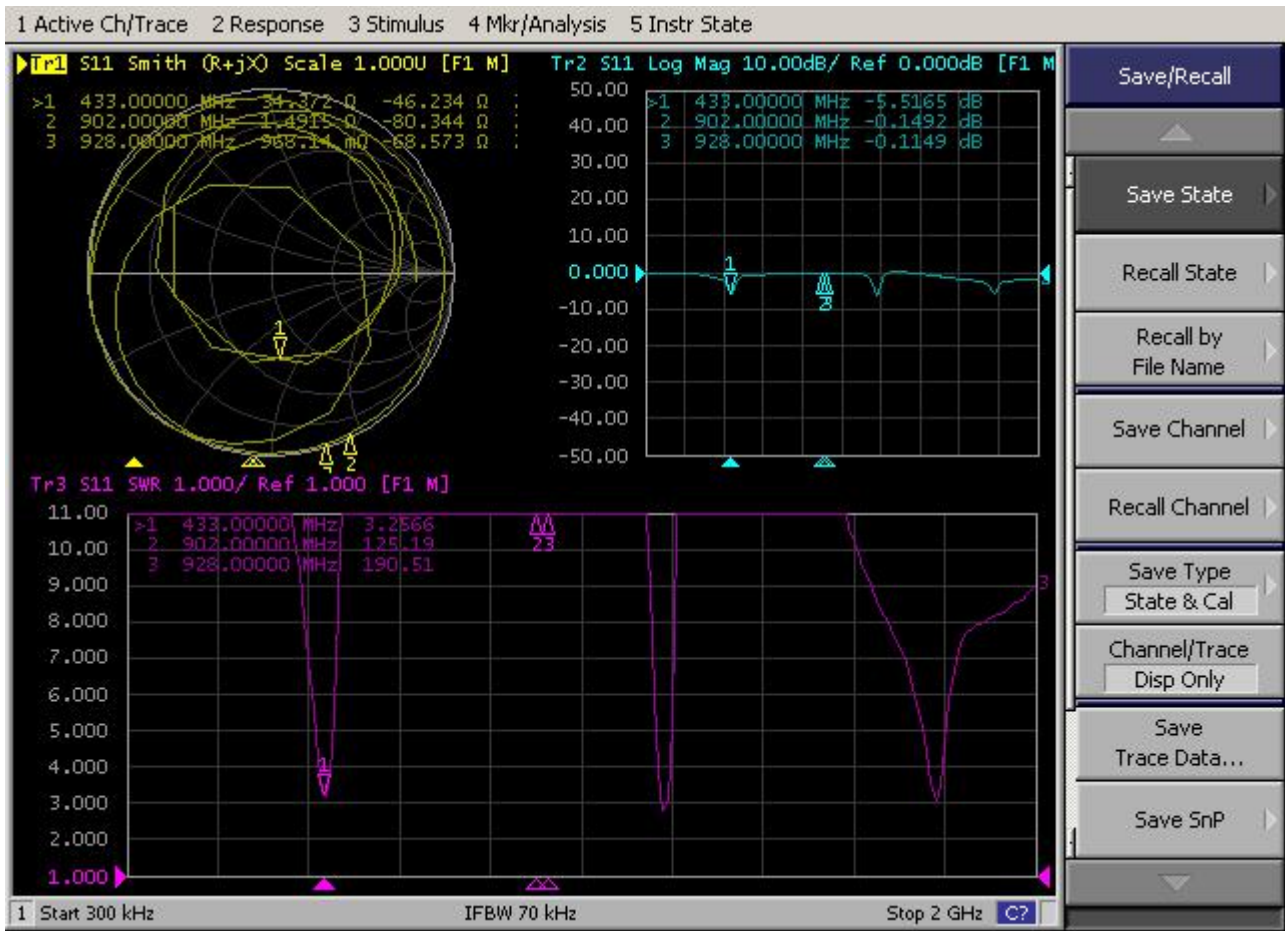 1 Active Ch/Trace 2 Response 3 Stimulus 4 Mkr/Analysis 5 Instr State
Tr1 S11 Smith (R+jX) Scale 1.000U [F1 M]
>1 433.00000 MHz 34.372 Ω -46.234 Ω
2 902.00000 MHz 1.4915 Ω -80.344 Ω
3 928.00000 MHz 968.14 mΩ -68.573 Ω
1
2
Tr2 S11 Log Mag 10.00dB/ Ref 0.000dB [F1 M
50.00
>1 433.00000 MHz -5.5165 dB
40.00
2 902.00000 MHz -0.1492 dB
3 928.00000 MHz -0.1149 dB
30.00
20.00
10.00
0.000
1
-10.00
-20.00
-30.00
-40.00
-50.00
Tr3 S11 SWR 1.000/ Ref 1.000 [F1 M]
11.00
>1 433.00000 MHz 3.2566
10.00
2 902.00000 MHz 125.19
3 928.00000 MHz 190.51
23
9.000
3
8.000
7.000
6.000
5.000
4.000
1
3.000
2.000
1.000
1 Start 300 kHz IFBW 70 kHz Stop 2 GHz C?
Save/Recall
Save State
Recall State
Recall by
File Name
Save Channel
Recall Channel
Save Type
State & Cal
Channel/Trace
Disp Only
Save
Trace Data...
Save SnP